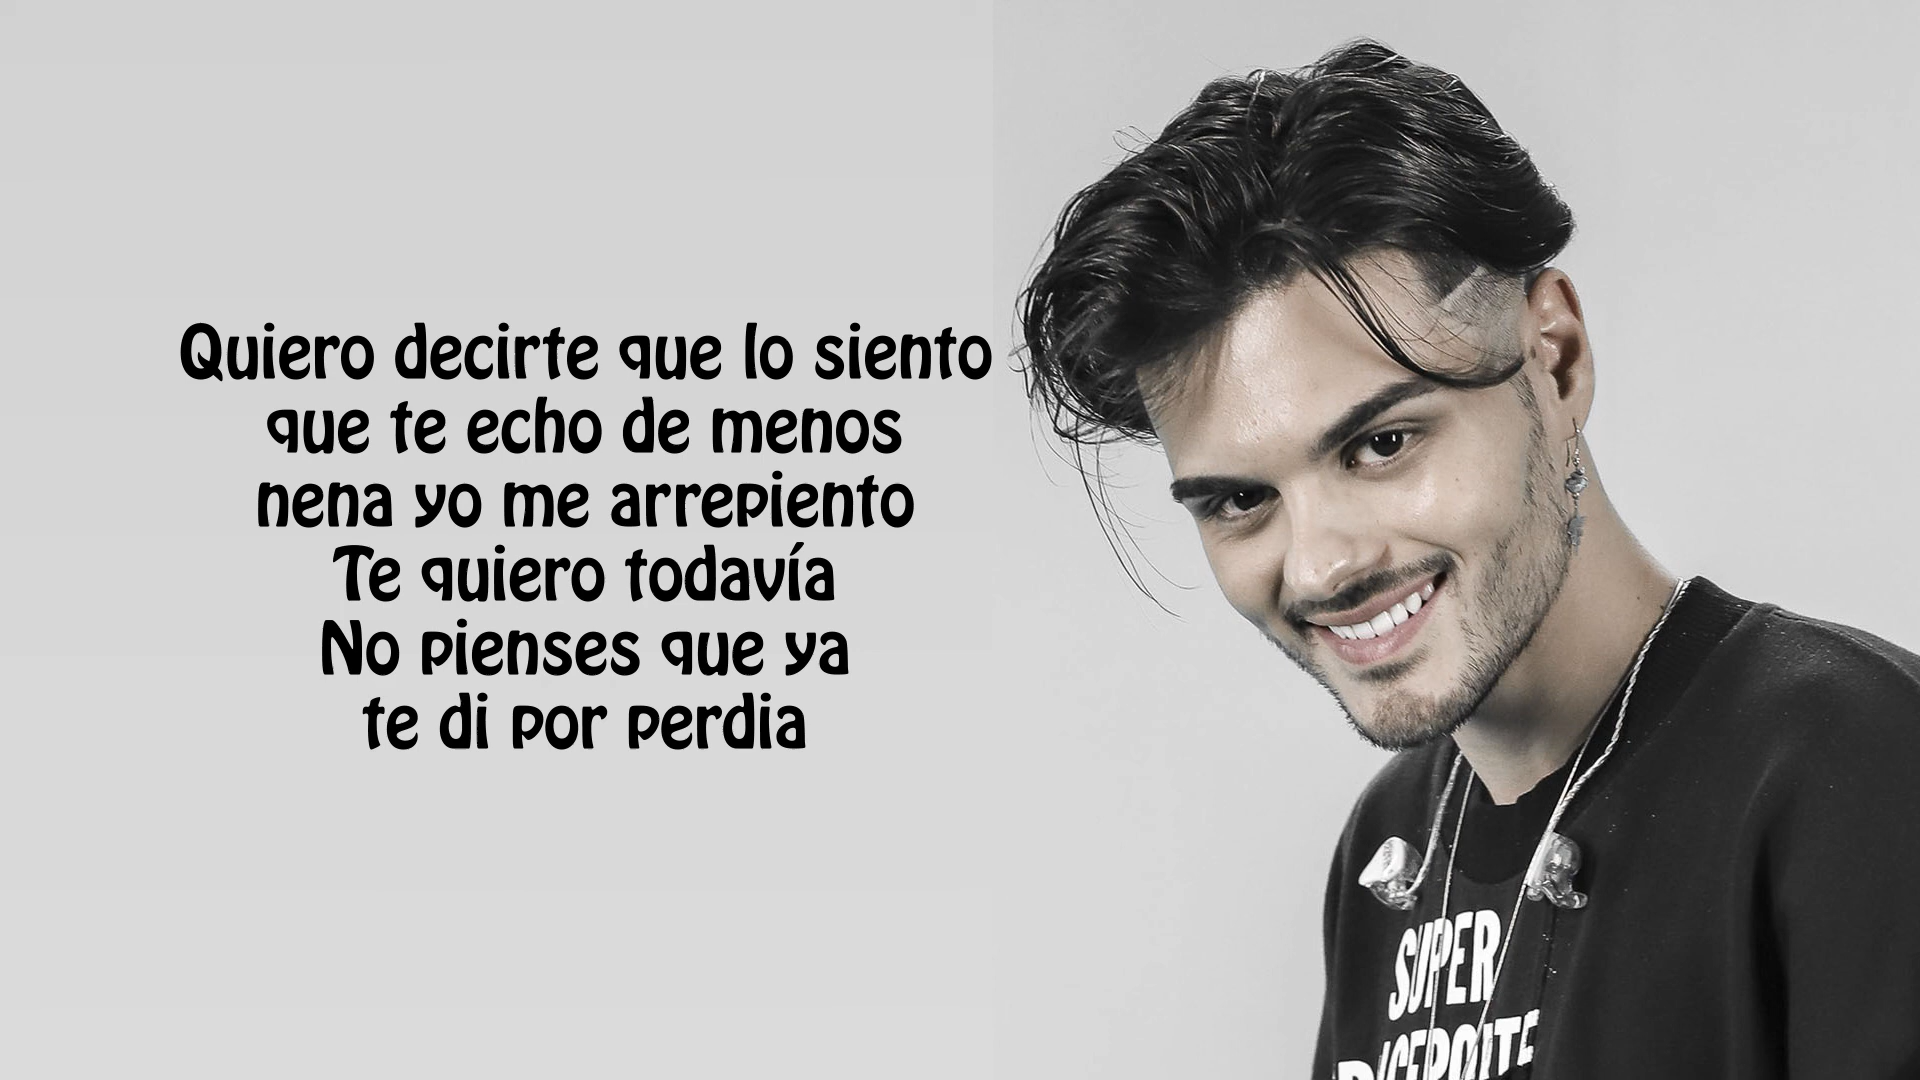 Quiero decirte que lo siento
que te echo de menos
nena yo me arrepiento
Te quiero todavía
No pienses que ya
te di por perdia
SUPER